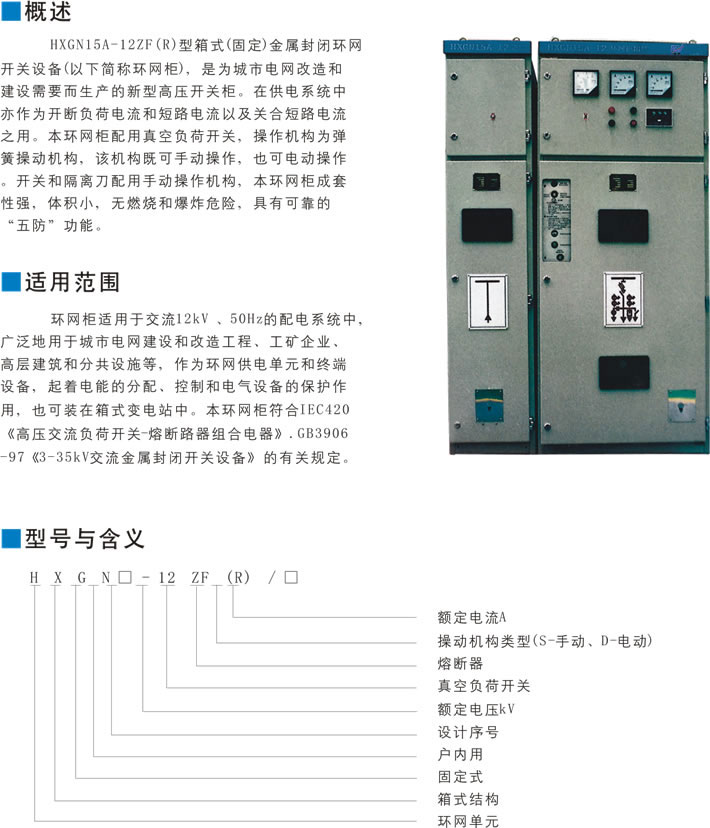 概述
HXGN15A-12ZF(R)型箱式(固定)金属封闭环网
开关设备(以下简称环网柜)，是为城市电网改造和
建设需要而生产的新型高压开关柜。在供电系统中
亦作为开断负荷电流和短路电流以及关合短路电流
之用。本环网柜配用真空负荷开关，操作机构为弹
簧操动机构，该机构既可手动操作，也可电动操作
。开关和隔离刀配用手动操作机构，本环网柜成套
性强，体积小，无燃烧和爆炸危险，具有可靠的
“五防”功能。
HXGN15A-12
HXGN15A-12
适用范围
环网柜适用于交流12kV 、50Hz的配电系统中，
广泛地用于城市电网建设和改造工程、工矿企业、
高层建筑和分共设施等，作为环网供电单元和终端
设备，起着电能的分配、控制和电气设备的保护作
用，也可装在箱式变电站中。本环网柜符合IEC420
《高压交流负荷开关-熔断路器组合电器》.GB3906
-97《3-35kV交流金属封闭开关设备》的有关规定。
型号与含义
H X G N□-12 ZF (R) /□
额定电流A
操动机构类型(S-手动、D-电动)
熔断器
真空负荷开关
额定电压kV
设计序号
户内用
固定式
箱式结构
环网单元